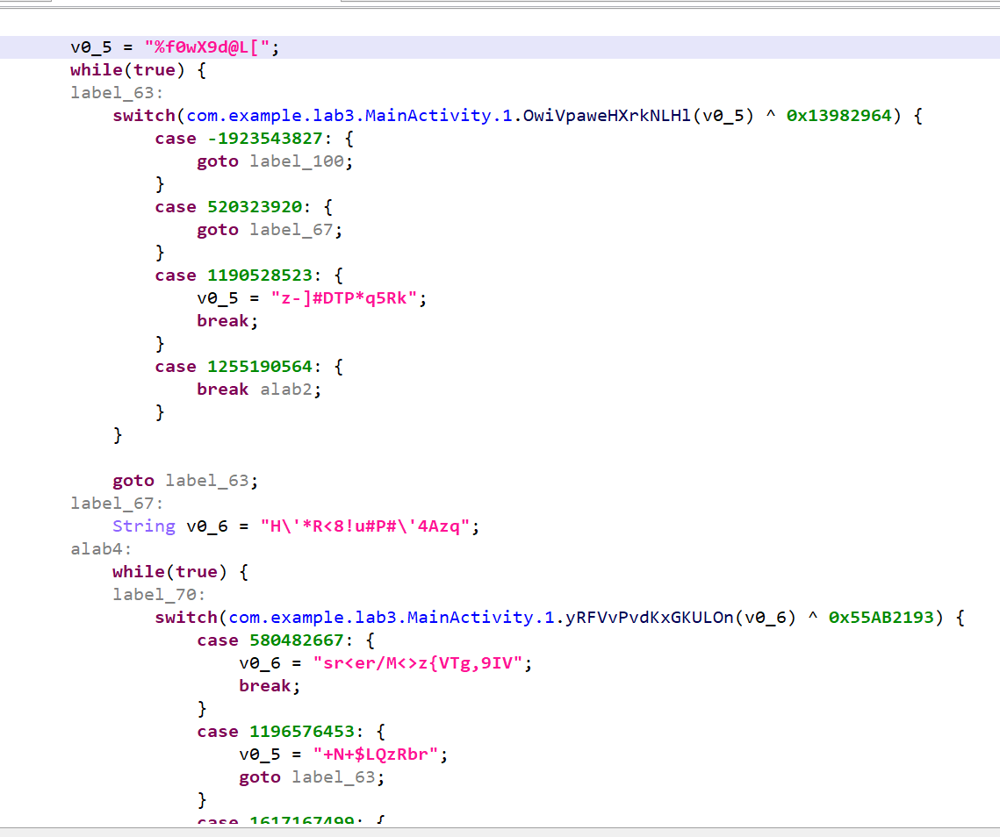 v0_5 = "%f0wX9d@L[";
while(true) {
label_63:
switch(com.example.lab3.MainActivity.1.OwiVpaweHXrkNLHl(v0_5) ^ 0x13982964) {
case -1923543827: {
goto label_100;
}
case 520323920: {
goto label_67;
}
case 1190528523: {
v0_5 = "z-]#DTP*q5Rk";
break;
}
case 1255190564: {
break alab2;
}
}
goto label_63;
label_67:
String v0_6 = "H\'*R<8!u#P#\'4Azq";
alab4:
while(true) {
label_70:
switch(com.example.lab3.MainActivity.1.yRFVvPvdKxGKULOn(v0_6) ^ 0x55AB2193) {
case 580482667: {
v0_6 = "sr<er/M<>z{VTg,9IV";
break;
}
case 1196576453: {
v0_5 = "+N+$LQzRbr";
goto label_63;
}
case 1617167499: {